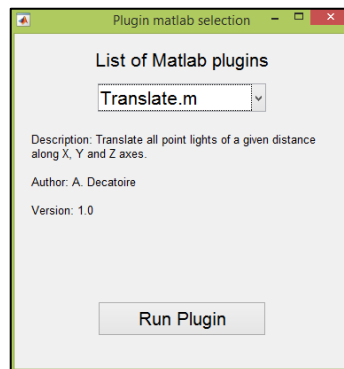 Plugin matlab selection
List of Matlab plugins
Translate.m
Description: Translate all point lights of a given distance
along X, Y and Z axes.
Author: A. Decatoire
Version: 1.0
Run Plugin